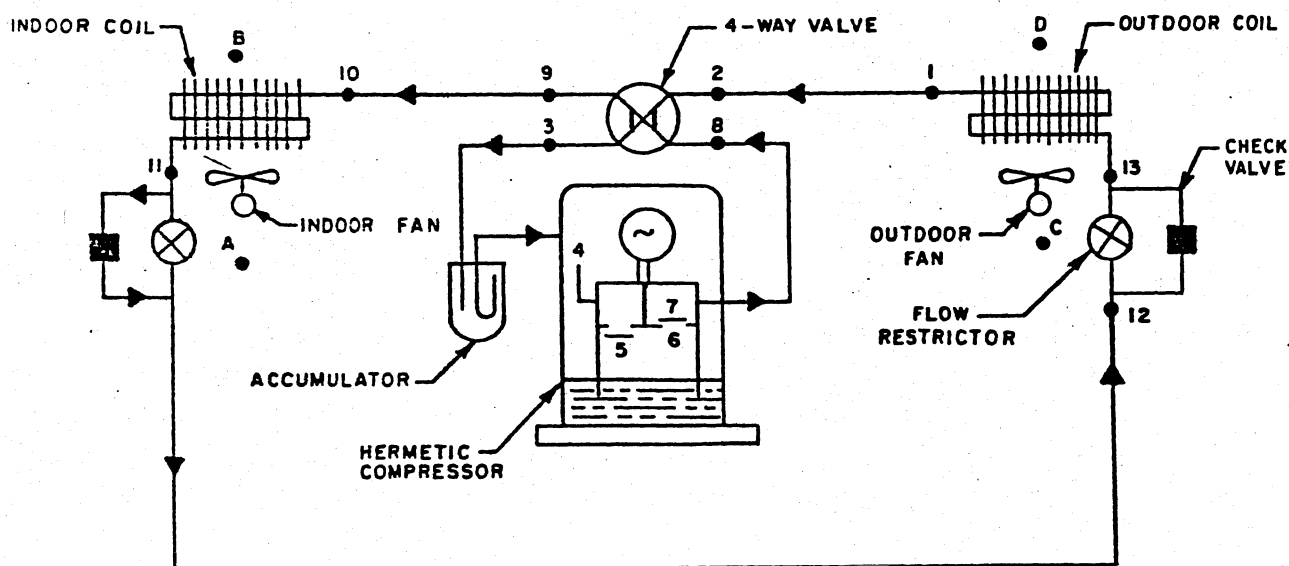 INDOOR COIL
B
4-WAY VALVE
D
OUTDOOR COIL
10
9
2
1
3
8
11
13
CHECK
VALVE
INDOOR FAN
A
~
4
OUTDOOR
FAN
C
7
5
6
12
FLOW
RESTRICTOR
ACCUMULATOR
HERMETIC
COMPRESSOR